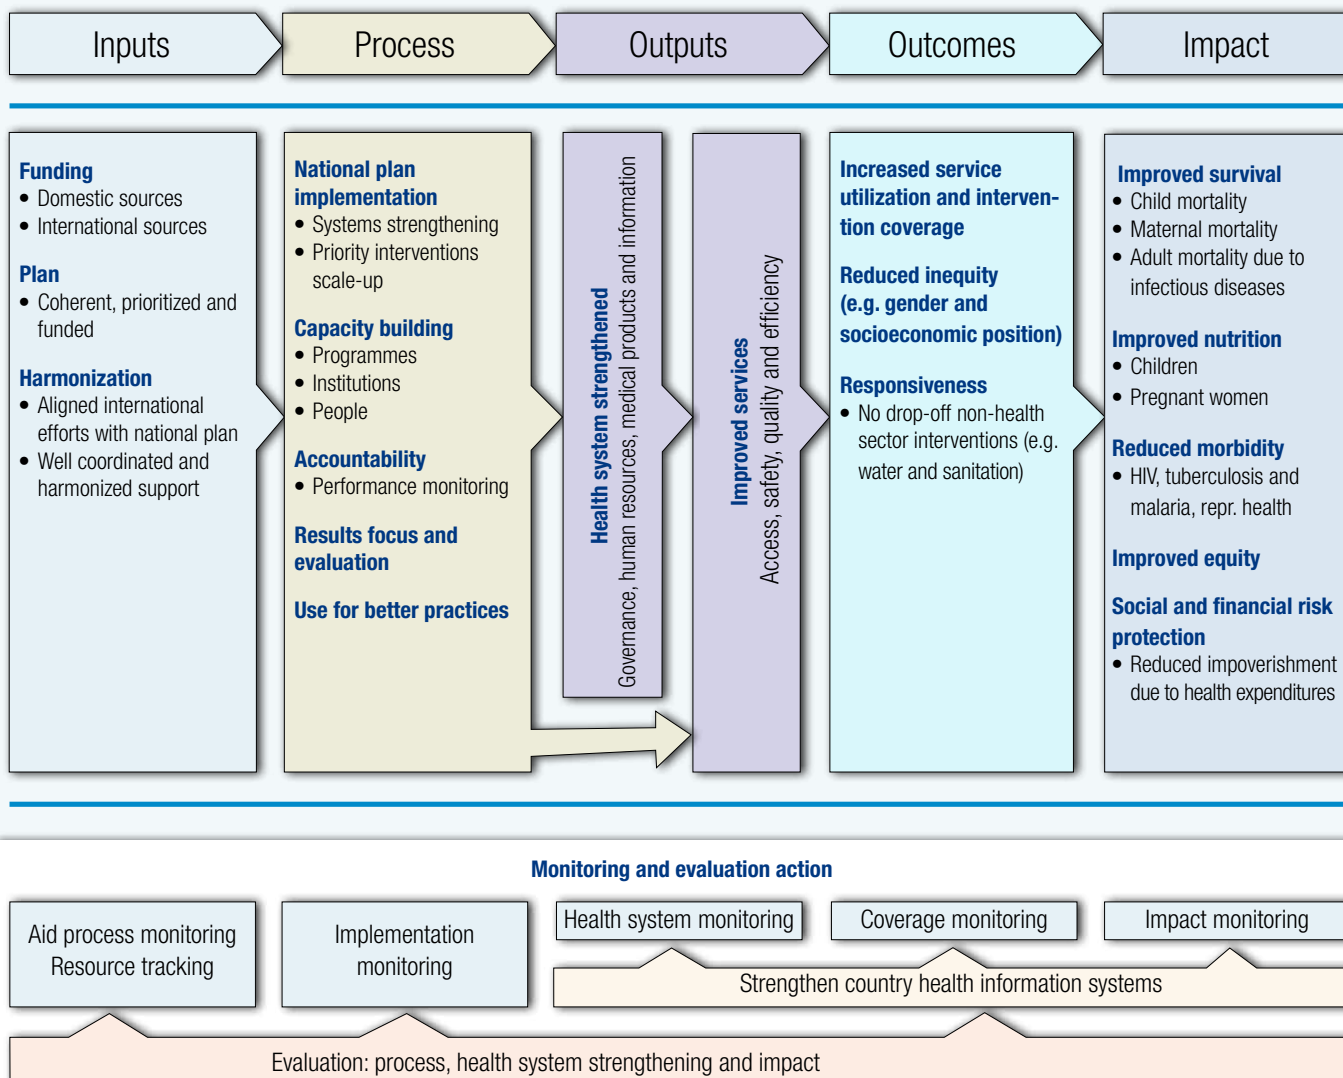 Inputs
Process
Outputs
Outcomes
Impact
Funding
• Domestic sources
• International sources
Plan
• Coherent, prioritized and
funded
Harmonization
• Aligned international
efforts with national plan
• Well coordinated and
harmonized support
National plan
implementation
• Systems strengthening
• Priority interventions
scale-up
Capacity building
• Programmes
• Institutions
• People
Accountability
• Performance monitoring
Results focus and
evaluation
Use for better practices
Health system strengthened
Governance, human resources, medical products and information
Improved services
Access, safety, quality and efficiency
Increased service
utilization and interven-
tion coverage
Reduced inequity
(e.g. gender and
socioeconomic position)
Responsiveness
• No drop-off non-health
sector interventions (e.g.
water and sanitation)
Improved survival
• Child mortality
• Maternal mortality
• Adult mortality due to
infectious diseases
Improved nutrition
• Children
• Pregnant women
Reduced morbidity
• HIV, tuberculosis and
malaria, repr. health
Improved equity
Social and financial risk
protection
• Reduced impoverishment
due to health expenditures
Monitoring and evaluation action
Aid process monitoring
Resource tracking
Implementation
monitoring
Health system monitoring
Coverage monitoring
Impact monitoring
Strengthen country health information systems
Evaluation: process, health system strengthening and impact